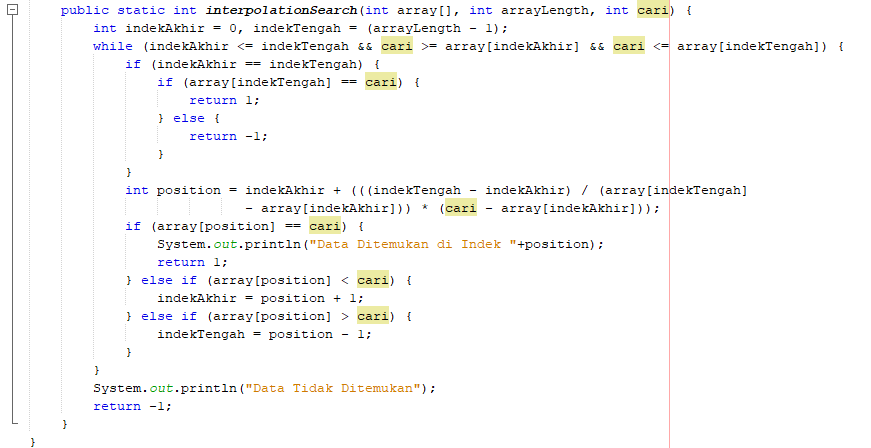 public static int interpolationSearch(int array[], int arrayLength, int cari) {
int indekAkhir = 0, indekTengah = (arrayLength - 1);
while (indekAkhir <= indekTengah && cari >= array[indekAkhir] && cari <= array[indekTengah]) {
if (indekAkhir == indekTengah) {
if (array[indekTengah] == cari) {
return 1;
} else {
return -1;
}
}
int position = indekAkhir + (((indekTengah - indekAkhir) / (array[indekTengah]
- array[indekAkhir])) * (cari - array[indekAkhir]));
if (array[position] == cari) {
System.out.println("Data Ditemukan di Indek "+position);
return 1;
} else if (array[position] < cari) {
indekAkhir = position + 1;
} else if (array[position] > cari) {
indekTengah = position - 1;
}
}
System.out.println("Data Tidak Ditemukan");
return -1;
}
}